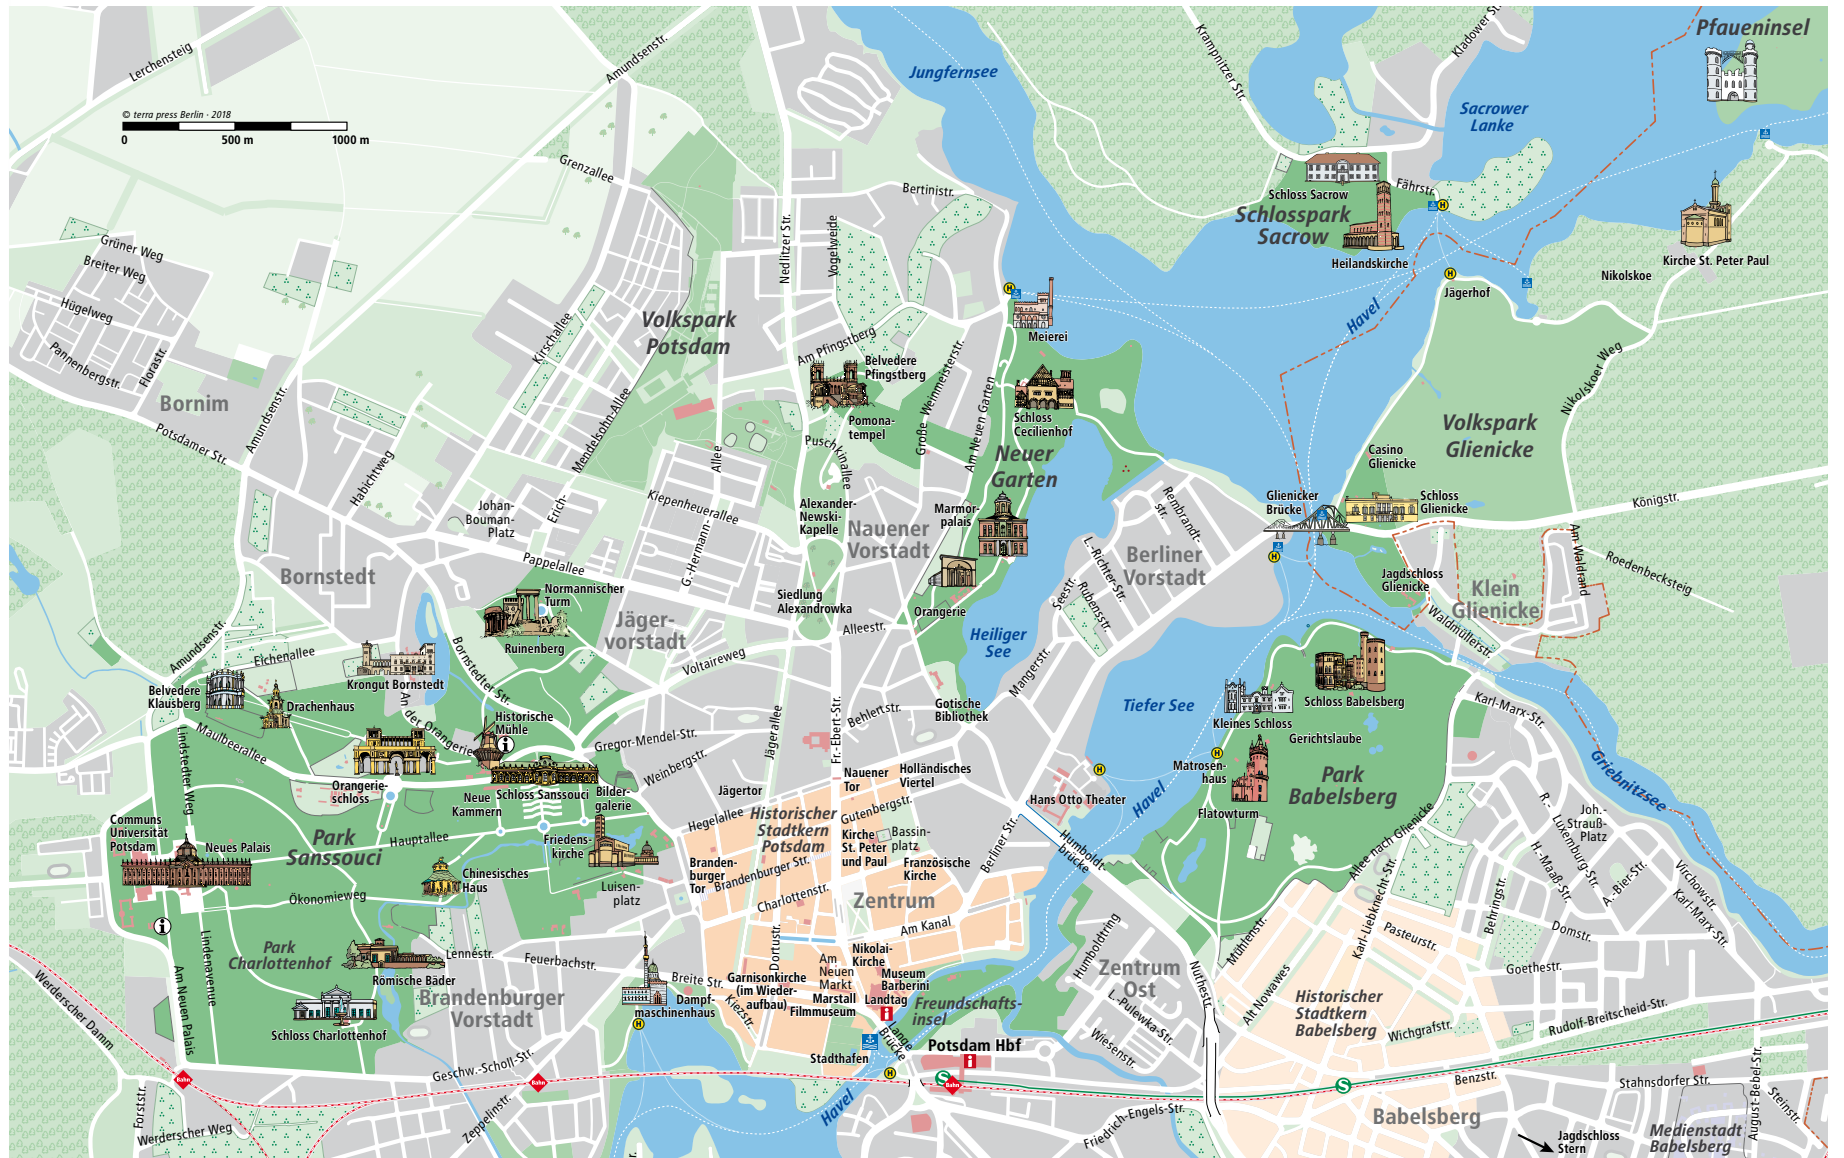 Lerchensteig
Amundsenstr.
© terra press Berlin · 2018
0
500 m
1000 m
Grenzallee
Jungfernsee
Krampnitzer Str.
Kladower St.
Pfaueninsel
Sacrower
Lanke
Bertinistr.
Nedlitzer Str.
Vogelweide
Schloss Sacrow
Fährstr.
Schlosspark
Sacrow
Heilandskirche
Kirche St. Peter Paul
Nikolskoe
Jägerhof
Havel
Grüner Weg
Breiter Weg
Hügelweg
Pannenbergstr.
Florastr.
Bornim
Potsdamer Str.
Amundsenstr.
Kirschallee
Volkspark
Potsdam
Meierei
Am Pfingstberg
Belvedere
Pfingstberg
Große Weinmeisterstr.
Am Neuen Garten
Schloss
Cecilienhof
Pomona-
tempel
Puschkinallee
Neuer
Garten
Nikolskoer Weg
Volkspark
Glienicke
Casino
Glienicke
Glienicker
Brücke
Schloss
Glienicke
Königstr.
Habichtweg
Mendelsohn-Allee
Erich-
Allee
G.-Hermann-
Kiepenheuerallee
Johan-
Bouman-
Platz
Alexander-
Newski-
Kapelle
Nauener
Vorstadt
Marmor-
palais
Rembrandt-
str.
L.-Richter-Str.
Berliner
Vorstadt
Seestr.
Rubensstr.
Jagdschloss
Glienicke
Klein
Glienicke
Am Waldrand
Roedenbecksteig
Waldmüllerstr.
Bornstedt
Pappelallee
Normannischer
Turm
Ruinenberg
Jäger-
vorstadt
Siedlung
Alexandrowka
Orangerie
Alleestr.
Heiliger
See
Amundsenstr.
Eichenallee
Krongut Bornstedt
Bornstedter Str.
Voltaireweg
Mangerstr.
Tiefer See
Kleines Schloss
Schloss Babelsberg
Gerichtslaube
Karl-Marx-Str.
Griebnitzsee
Belvedere
Klausberg
Drachenhaus
An der Orangerie
Historische
Mühle
Maulbeerallee
Lindstedter Weg
Gregor-Mendel-Str.
Jägerallee
Fr.-Ebert-Str.
Behlertstr.
Gotische
Bibliothek
Orangerie-
schloss
Neue
Kammern
Schloss Sanssouci
Bilder-
galerie
Weinbergstr.
Jägertor
Nauener
Tor
Holländisches
Viertel
Matrosen-
haus
Flatowturm
Park
Babelsberg
Hans Otto Theater
Havel
Humboldt-
brücke
Communs
Universität
Potsdam
Neues Palais
Park
Sanssouci
Hauptallee
Friedens-
kirche
Hegelallee
Historischer
Stadtkern
Potsdam
Gutenbergstr.
Kirche
St. Peter
und Paul
Bassin-
platz
Französische
Kirche
Berliner Str.
Branden-
burger
Tor
Brandenburger Str.
Chinesisches
Haus
Luisen-
platz
Ökonomieweg
Charlottenstr.
Zentrum
Am Kanal
Allee nach Glienicke
R.-
Luxemburg-Str.
Joh.-
Strauß-
Platz
H.-Maaß-Str.
A.-Bier-Str.
Virchowstr.
Karl-Marx-Str.
Karl-Liebknecht-Str.
Behringstr.
Domstr.
Pasteurstr.
Goethestr.
Mühlenstr.
Alt Nowawes
Park
Charlottenhof
Lindenavenue
Am Neuen Palais
Römische Bäder
Lennéstr.
Feuerbachstr.
Schloss Charlottenhof
Brandenburger
Vorstadt
Breite Str.
Dampf-
maschinenhaus
Kiezstr.
Dortustr.
Garnisonkirche
(im Wieder-
aufbau)
Am
Neuen
Markt
Marstall
Filmmuseum
Nikolai-
Kirche
Museum
Barberini
Landtag
Freundschafts-
insel
Lange
Brücke
Stadthafen
Potsdam Hbf
Humboldtring
Zentrum
Ost
L.-Pulewka-Str.
Wiesenstr.
Nuthestr.
Historischer
Stadtkern
Babelsberg
Wichgrafstr.
Rudolf-Breitscheid-Str.
Werderscher Damm
Geschw.-Scholl-Str.
Zeppelinstr.
Forststr.
Werderscher Weg
Bahn
Bahn
Bahn
S
S
Havel
Friedrich-Engels-Str.
Benzstr.
Stahnsdorfer Str.
August-Bebel-Str.
Steinstr.
Babelsberg
Medienstadt
Babelsberg
Jagdschloss
Stern
r.